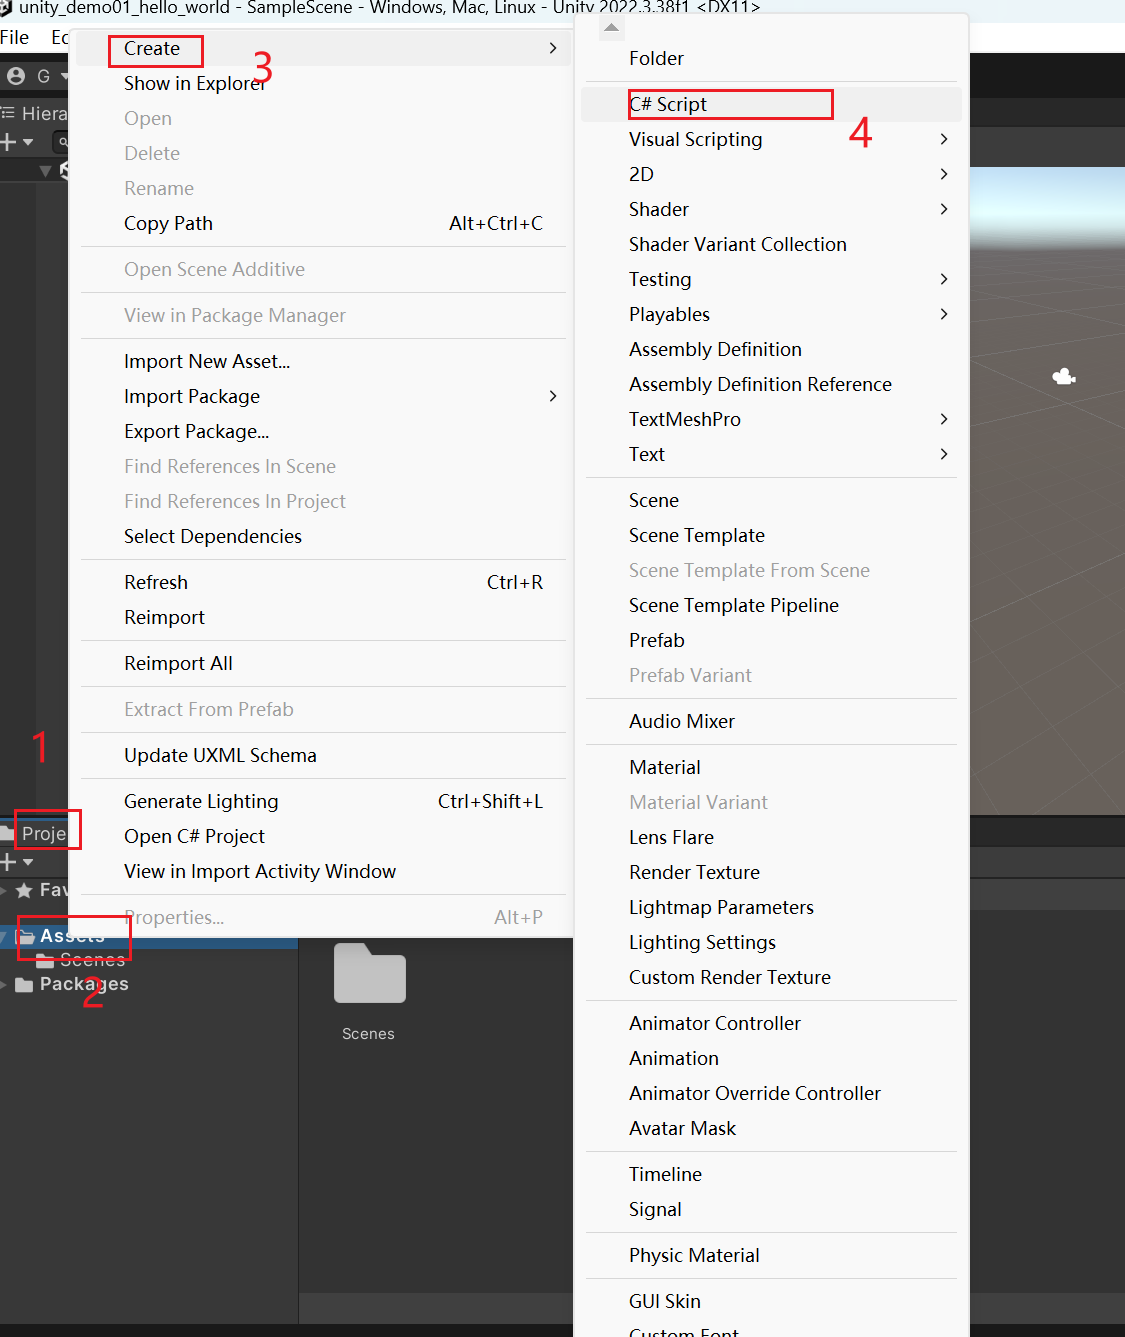 unity_demo01_hello_world - SampleScene - Windows, Mac, Linux - Unity 2022.3.38f1 <DX11>
File
G
Hiera
Create
3
Show in Explorer
Open
Delete
Rename
Copy Path Alt+Ctrl+C
Open Scene Additive
View in Package Manager
Import New Asset...
Import Package
Export Package...
Find References In Scene
Find References In Project
Select Dependencies
Refresh Ctrl+R
Reimport
Reimport All
Extract From Prefab
Update UXML Schema
Generate Lighting Ctrl+Shift+L
Open C# Project
View in Import Activity Window
Properties... Alt+P
Folder
C# Script
4
Visual Scripting
2D
Shader
Shader Variant Collection
Testing
Playables
Assembly Definition
Assembly Definition Reference
TextMeshPro
Text
Scene
Scene Template
Scene Template From Scene
Scene Template Pipeline
Prefab
Prefab Variant
Audio Mixer
Material
Material Variant
Lens Flare
Render Texture
Lightmap Parameters
Lighting Settings
Custom Render Texture
Animator Controller
Animation
Animator Override Controller
Avatar Mask
Timeline
Signal
Physic Material
GUI Skin
Custom Font
1
Proje
Fav
Assets
Scenes
Packages
2
Scenes